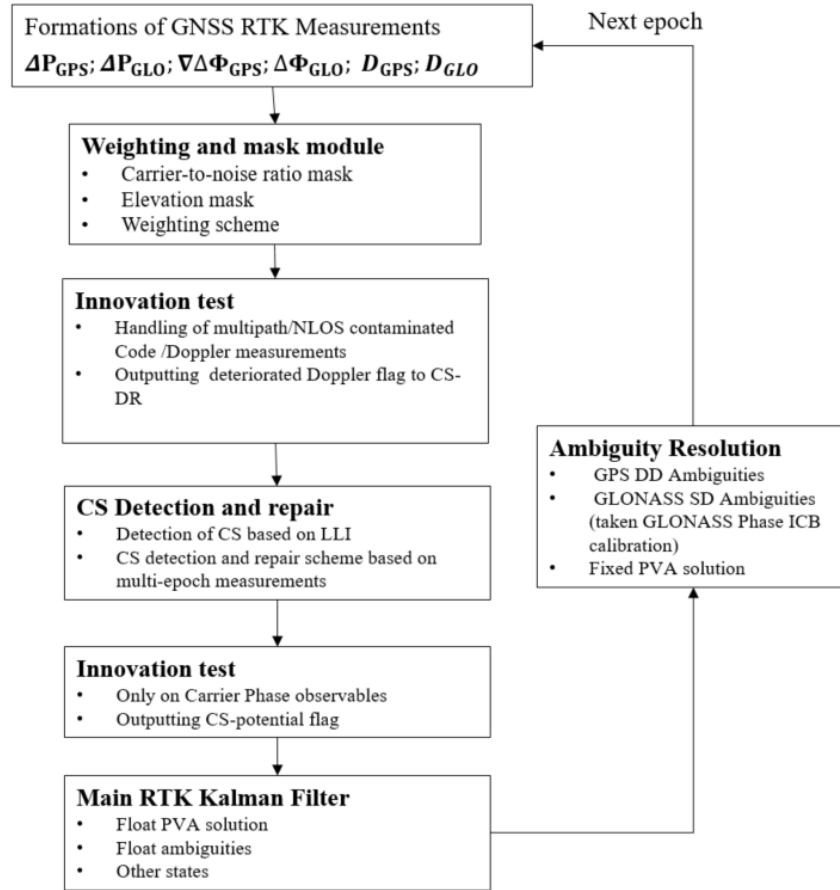 Formations of GNSS RTK Measurements
ΔP_GPS; ΔP_GLO; ∇ΔΦ_GPS; ΔΦ_GLO; D_GPS; D_GLO
Next epoch
Weighting and mask module
• Carrier-to-noise ratio mask
• Elevation mask
• Weighting scheme
Innovation test
• Handling of multipath/NLOS contaminated
Code /Doppler measurements
• Outputting deteriorated Doppler flag to CS-
DR
CS Detection and repair
• Detection of CS based on LLI
• CS detection and repair scheme based on
multi-epoch measurements
Innovation test
• Only on Carrier Phase observables
• Outputting CS-potential flag
Main RTK Kalman Filter
• Float PVA solution
• Float ambiguities
• Other states
Ambiguity Resolution
• GPS DD Ambiguities
• GLONASS SD Ambiguities
(taken GLONASS Phase ICB
calibration)
• Fixed PVA solution